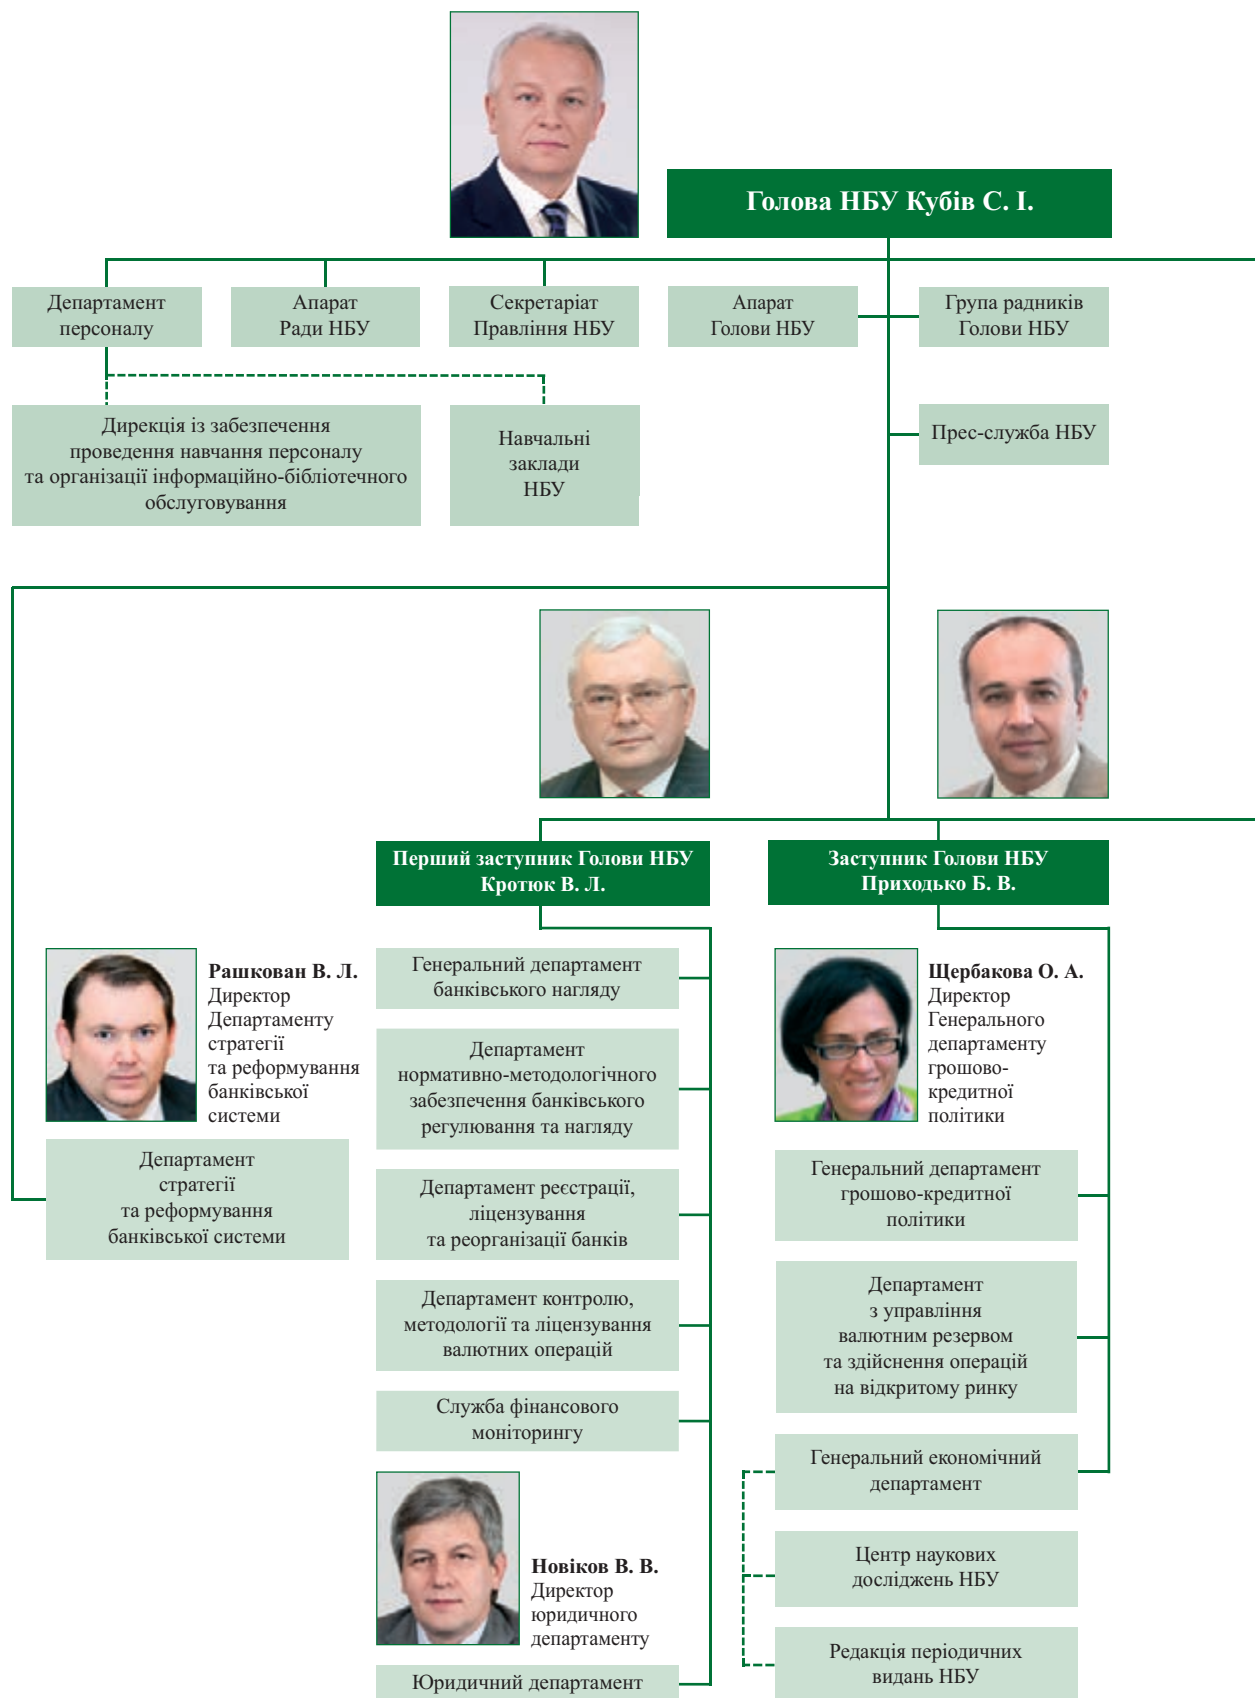 Голова НБУ Кубів С. І.
Департамент
персоналу
Апарат
Ради НБУ
Секретаріат
Правління НБУ
Апарат
Голови НБУ
Група радників
Голови НБУ
Дирекція із забезпечення
проведення навчання персоналу
та організації інформаційно-бібліотечного
обслуговування
Навчальні
заклади
НБУ
Прес-служба НБУ
Перший заступник Голови НБУ
Кротюк В. Л.
Заступник Голови НБУ
Приходько Б. В.
Рашкован В. Л.
Директор
Департаменту
стратегії
та реформування
банківської
системи
Департамент
стратегії
та реформування
банківської системи
Генеральний департамент
банківського нагляду
Департамент
нормативно-методологічного
забезпечення банківського
регулювання та нагляду
Департамент реєстрації,
ліцензування
та реорганізації банків
Департамент контролю,
методології та ліцензування
валютних операцій
Служба фінансового
моніторингу
Новіков В. В.
Директор
юридичного
департаменту
Юридичний департамент
Щербакова О. А.
Директор
Генерального
департаменту
грошово-
кредитної
політики
Генеральний департамент
грошово-кредитної
політики
Департамент
з управління
валютним резервом
та здійснення операцій
на відкритому ринку
Генеральний економічний
департамент
Центр наукових
досліджень НБУ
Редакція періодичних
видань НБУ